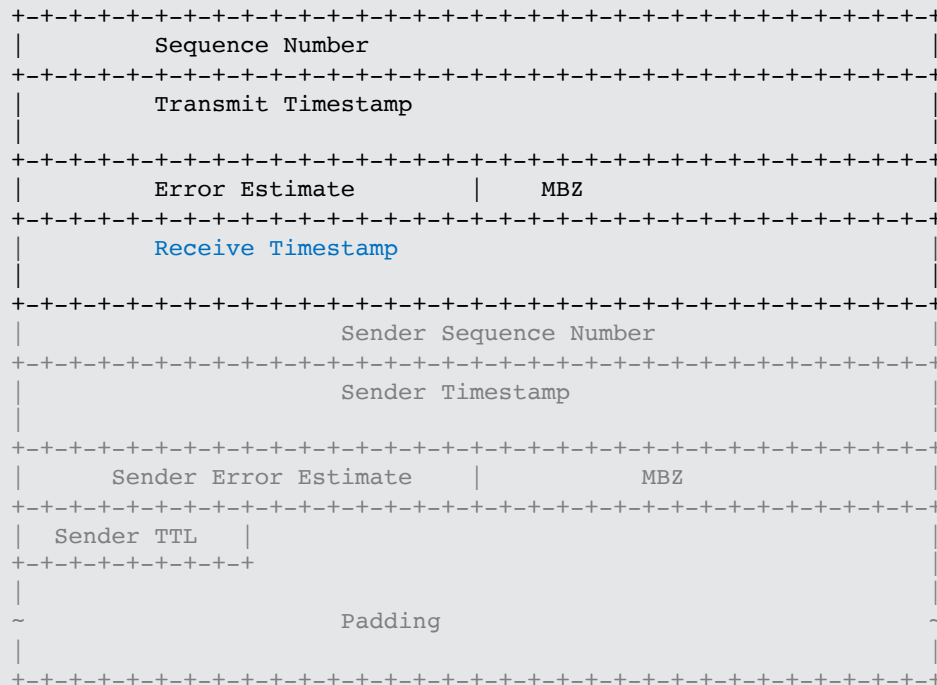 +-+-+-+-+-+-+-+-+-+-+-+-+-+-+-+-+-+-+-+-+-+-+-+-+-+-+-+-+-+-+-+-+
|         Sequence Number                                       |
+-+-+-+-+-+-+-+-+-+-+-+-+-+-+-+-+-+-+-+-+-+-+-+-+-+-+-+-+-+-+-+-+
|         Transmit Timestamp                                    |
|                                                               |
+-+-+-+-+-+-+-+-+-+-+-+-+-+-+-+-+-+-+-+-+-+-+-+-+-+-+-+-+-+-+-+-+
|         Error Estimate        |    MBZ                        |
+-+-+-+-+-+-+-+-+-+-+-+-+-+-+-+-+-+-+-+-+-+-+-+-+-+-+-+-+-+-+-+-+
|         Receive Timestamp                                     |
|                                                               |
+-+-+-+-+-+-+-+-+-+-+-+-+-+-+-+-+-+-+-+-+-+-+-+-+-+-+-+-+-+-+-+-+
|                      Sender Sequence Number                   |
+-+-+-+-+-+-+-+-+-+-+-+-+-+-+-+-+-+-+-+-+-+-+-+-+-+-+-+-+-+-+-+-+
|                      Sender Timestamp                         |
|                                                               |
+-+-+-+-+-+-+-+-+-+-+-+-+-+-+-+-+-+-+-+-+-+-+-+-+-+-+-+-+-+-+-+-+
|      Sender Error Estimate    |           MBZ                 |
+-+-+-+-+-+-+-+-+-+-+-+-+-+-+-+-+-+-+-+-+-+-+-+-+-+-+-+-+-+-+-+-+
|  Sender TTL   |                                               |
+-+-+-+-+-+-+-+-+                                               |
|                                                               |
~                      Padding                                  ~
|                                                               |
+-+-+-+-+-+-+-+-+-+-+-+-+-+-+-+-+-+-+-+-+-+-+-+-+-+-+-+-+-+-+-+-+